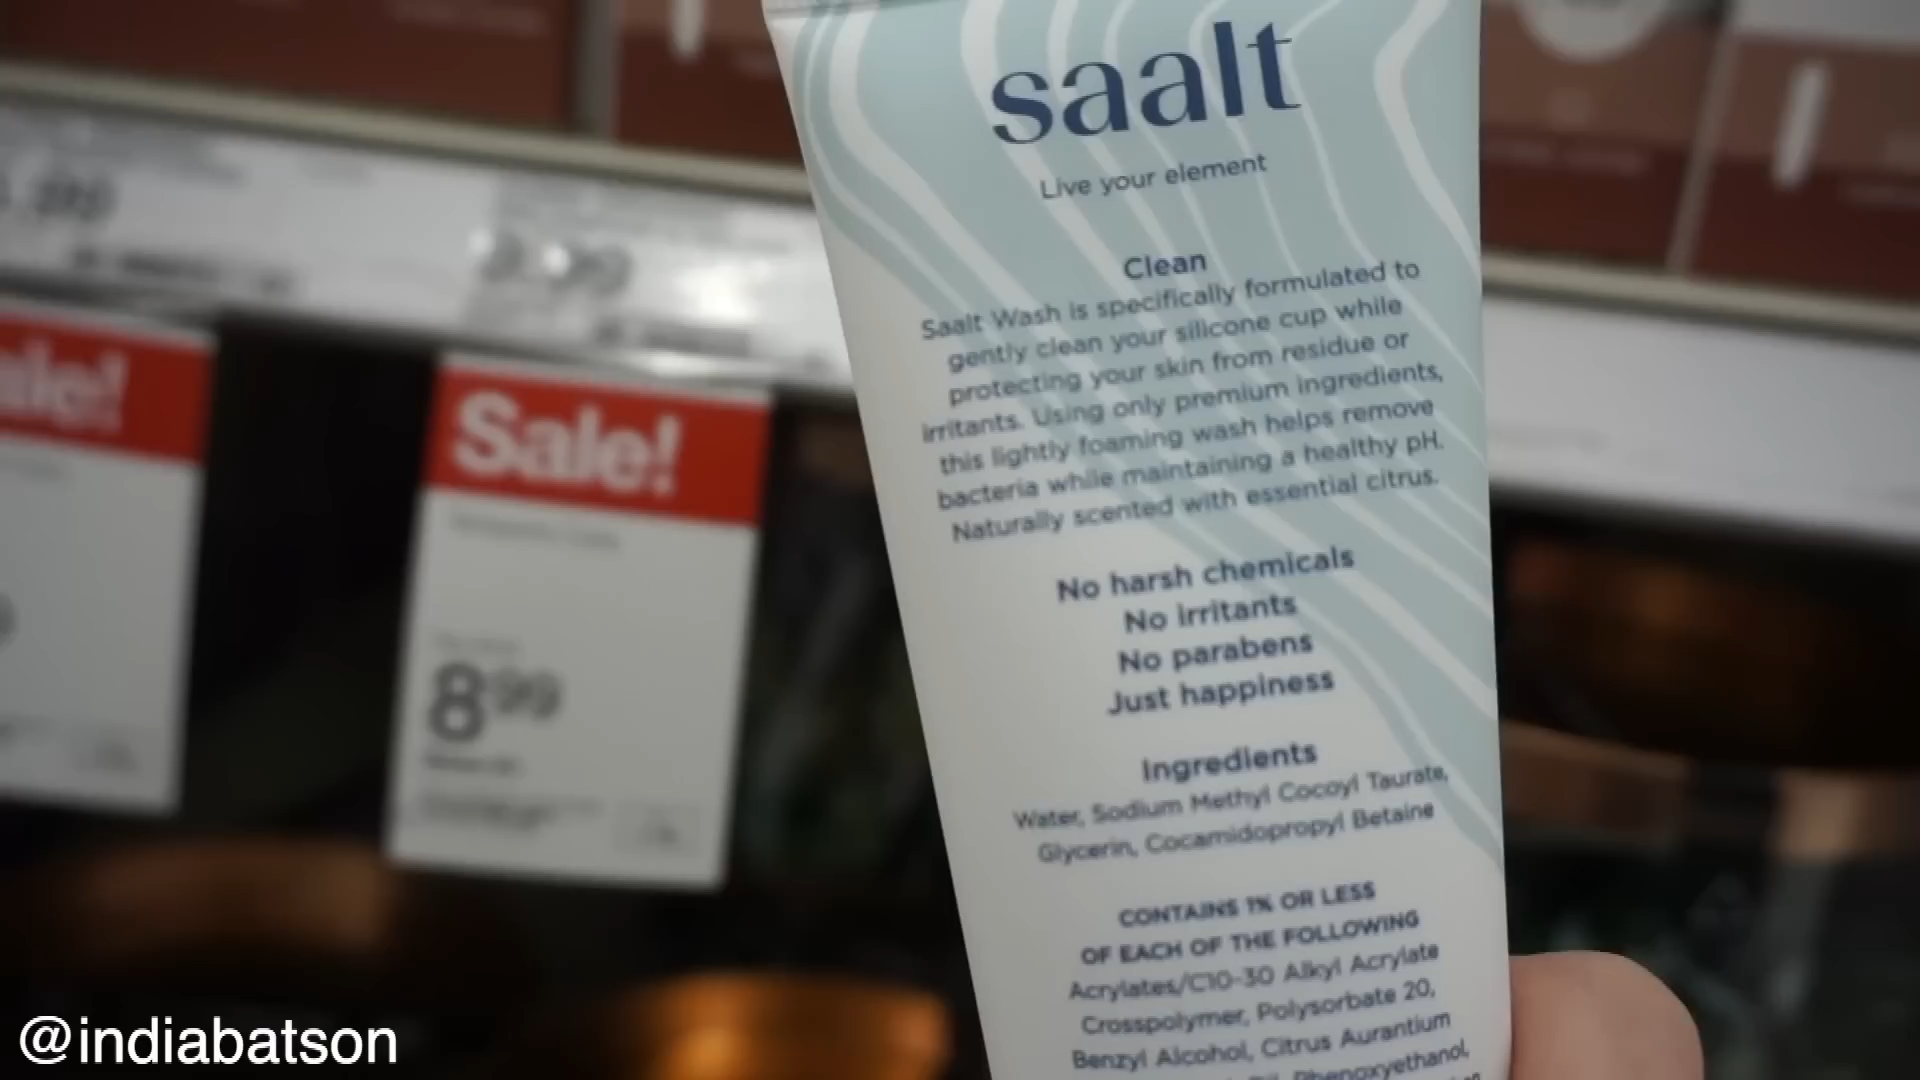 saalt
Live your element
Clean
Saalt Wash is specifically formulated to
gently clean your silicone cup while
protecting your skin from residue or
irritants. Using only premium ingredients,
this lightly foaming wash helps remove
bacteria while maintaining a healthy pH.
Naturally scented with essential citrus.
No harsh chemicals
No irritants
No parabens
Just happiness
Ingredients
Water, Sodium Methyl Cocoyl Taurate,
Glycerin, Cocamidopropyl Betaine
CONTAINS 1% OR LESS
OF EACH OF THE FOLLOWING
Acrylates/C10-30 Alkyl Acrylate
Crosspolymer, Polysorbate 20,
Benzyl Alcohol, Citrus Aurantium
Phenoxyethanol,
Sale!
8 99
@indiabatson